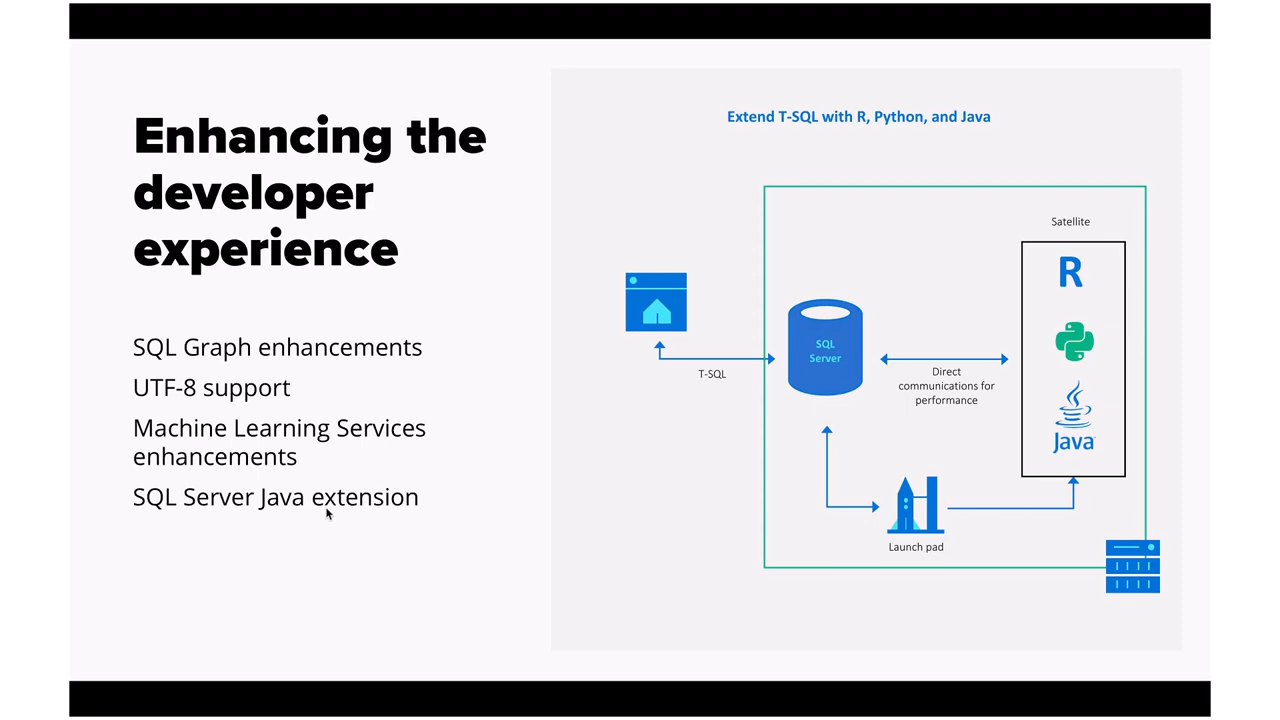 Enhancing the
developer
experience
SQL Graph enhancements
UTF-8 support
Machine Learning Services
enhancements
SQL Server Java extension
Extend T-SQL with R, Python, and Java
Satellite
R
SQL
Server
T-SQL
Direct
communications for
performance
Java
Launch pad